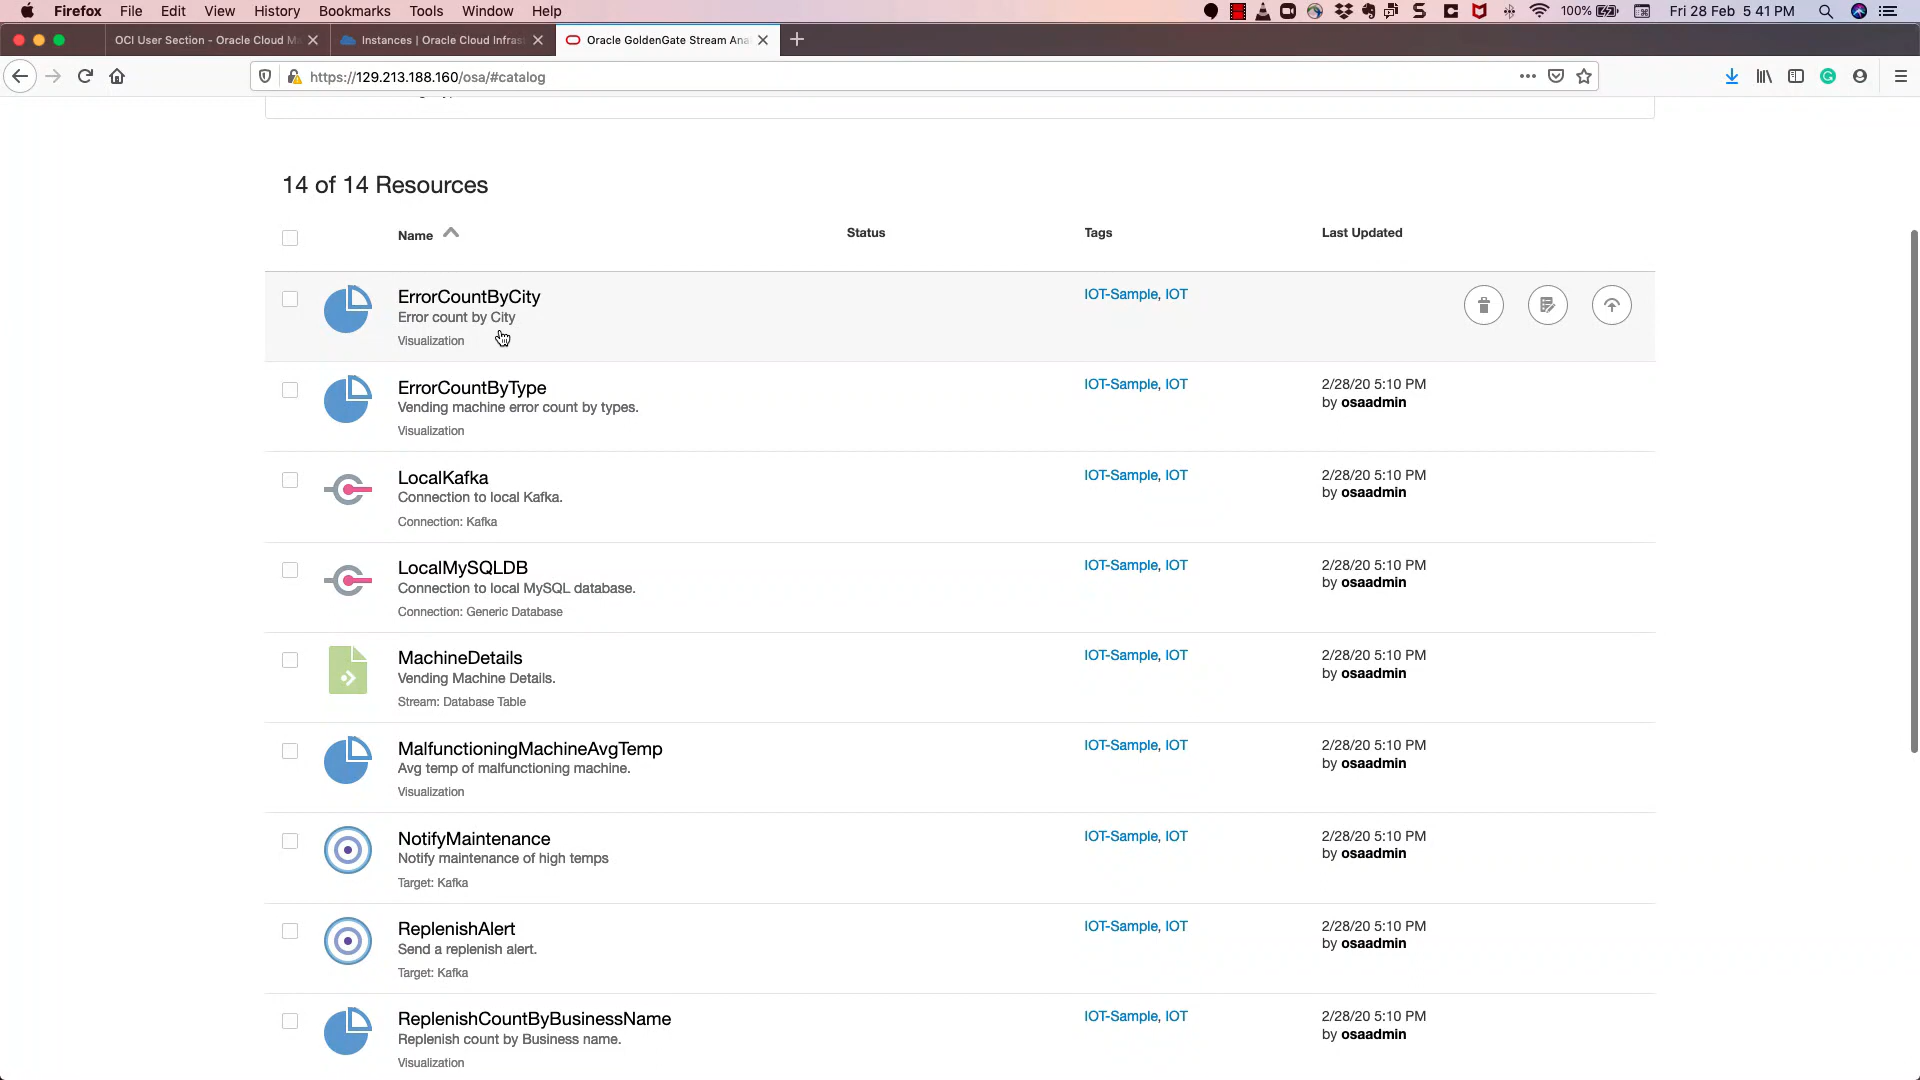 Firefox File Edit View History Bookmarks Tools Window Help 100% Fri 28 Feb 5:41 PM
OCI User Section - Oracle Cloud Ma Instances | Oracle Cloud Infrast Oracle GoldenGate Stream Ana
https://129.213.188.160/osa/#catalog
14 of 14 Resources
Name Status Tags Last Updated
ErrorCountByCity
Error count by City
Visualization
IOT-Sample, IOT
ErrorCountByType
Vending machine error count by types.
Visualization
IOT-Sample, IOT
2/28/20 5:10 PM
by osaadmin
LocalKafka
Connection to local Kafka.
Connection: Kafka
IOT-Sample, IOT
2/28/20 5:10 PM
by osaadmin
LocalMySQLDB
Connection to local MySQL database.
Connection: Generic Database
IOT-Sample, IOT
2/28/20 5:10 PM
by osaadmin
MachineDetails
Vending Machine Details.
Stream: Database Table
IOT-Sample, IOT
2/28/20 5:10 PM
by osaadmin
MalfunctioningMachineAvgTemp
Avg temp of malfunctioning machine.
Visualization
IOT-Sample, IOT
2/28/20 5:10 PM
by osaadmin
NotifyMaintenance
Notify maintenance of high temps
Target: Kafka
IOT-Sample, IOT
2/28/20 5:10 PM
by osaadmin
ReplenishAlert
Send a replenish alert.
Target: Kafka
IOT-Sample, IOT
2/28/20 5:10 PM
by osaadmin
ReplenishCountByBusinessName
Replenish count by Business name.
Visualization
IOT-Sample, IOT
2/28/20 5:10 PM
by osaadmin